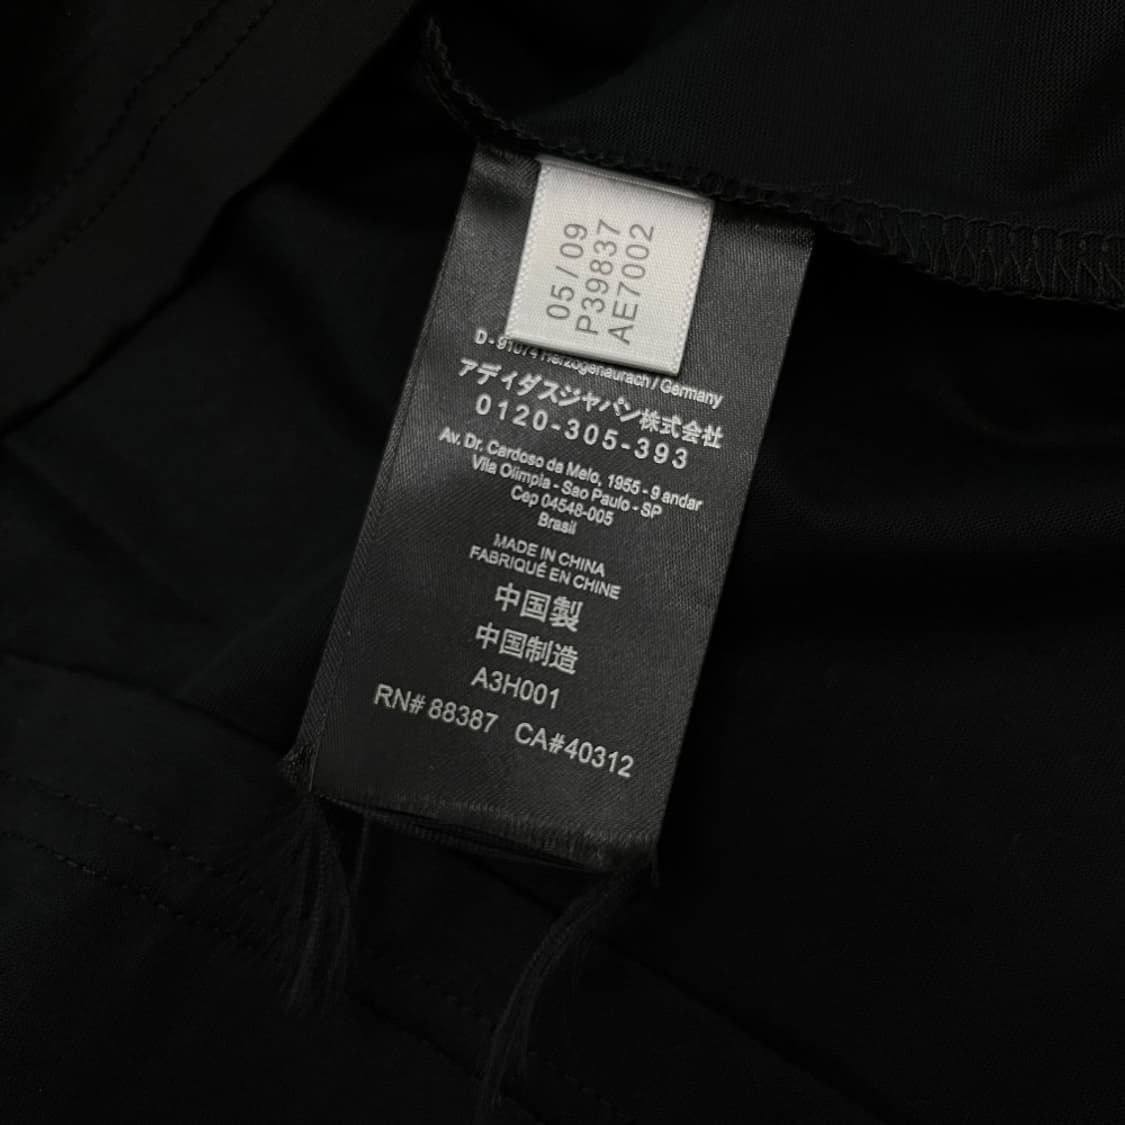 05/09
P39837
AE7002
D-91074 Herzogenaurach / Germany
アディダスジャパン株式会社
0120-305-393
Av. Dr. Cardoso da Melo, 1955 - 9 andar
Vila Olimpia - Sao Paulo - SP
Cep 04548-005
Brasil
MADE IN CHINA
FABRIQUÉ EN CHINE
中国製
中国制造
A3H001
RN# 88387 CA#40312